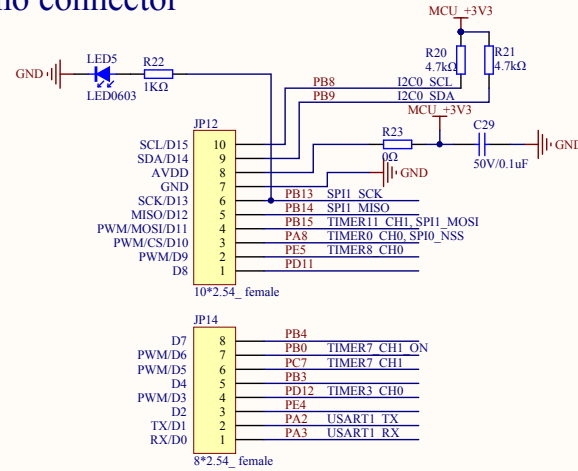 no connector
MCU_+3V3
LED5
R22
GND
LED0603
1KΩ
R20
4.7kΩ
R21
4.7kΩ
PB8 I2C0_SCL
PB9 I2C0_SDA
MCU_+3V3
JP12
R23
0Ω
C29
50V/0.1uF
GND
GND
SCL/D15 10
SDA/D14 9
AVDD 8
GND 7
SCK/D13 6 PB13 SPI1_SCK
MISO/D12 5 PB14 SPI1_MISO
PWM/MOSI/D11 4 PB15 TIMER11_CH1, SPI1_MOSI
PWM/CS/D10 3 PA8 TIMER0_CH0, SPI0_NSS
PWM/D9 2 PE5 TIMER8_CH0
D8 1 PD11
10*2.54_ female
JP14
D7 8 PB4
PWM/D6 7 PB0 TIMER7_CH1_ON
PWM/D5 6 PC7 TIMER7_CH1
D4 5 PB3
PWM/D3 4 PD12 TIMER3_CH0
D2 3 PE4
TX/D1 2 PA2 USART1_TX
RX/D0 1 PA3 USART1_RX
8*2.54_ female